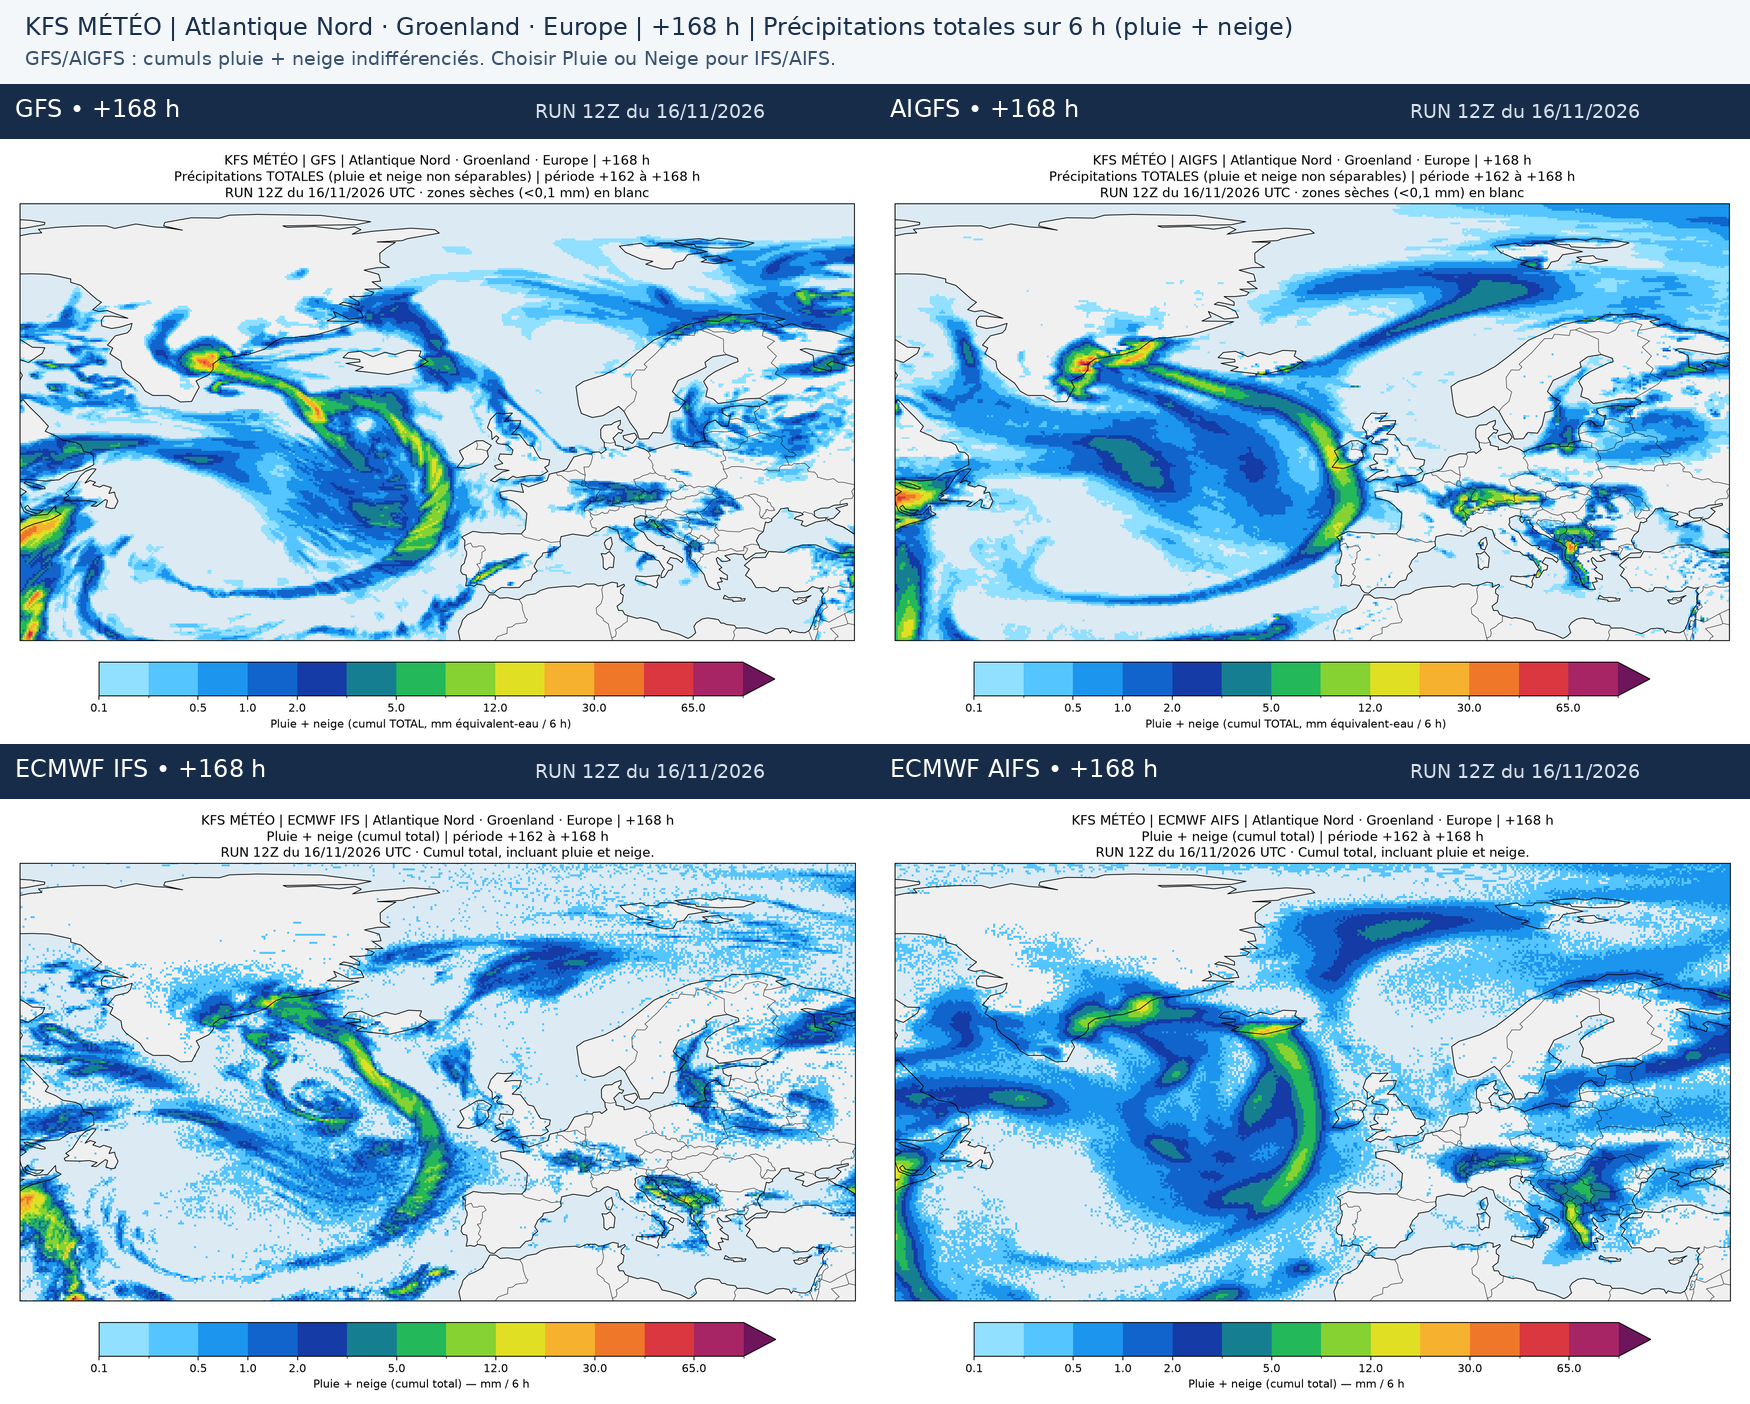 KFS MÉTÉO | Atlantique Nord · Groenland · Europe | +168 h | Précipitations totales sur 6 h (pluie + neige)
GFS/AIGFS : cumuls pluie + neige indifférenciés. Choisir Pluie ou Neige pour IFS/AIFS.
GFS • +168 h
RUN 12Z du 16/11/2026
AIGFS • +168 h
RUN 12Z du 16/11/2026
KFS MÉTÉO | GFS | Atlantique Nord · Groenland · Europe | +168 h
Précipitations TOTALES (pluie et neige non séparables) | période +162 à +168 h
RUN 12Z du 16/11/2026 UTC · zones sèches (<0,1 mm) en blanc
KFS MÉTÉO | AIGFS | Atlantique Nord · Groenland · Europe | +168 h
Précipitations TOTALES (pluie et neige non séparables) | période +162 à +168 h
RUN 12Z du 16/11/2026 UTC · zones sèches (<0,1 mm) en blanc
0.1 0.5 1.0 2.0 5.0 12.0 30.0 65.0
Pluie + neige (cumul TOTAL, mm équivalent-eau / 6 h)
0.1 0.5 1.0 2.0 5.0 12.0 30.0 65.0
Pluie + neige (cumul TOTAL, mm équivalent-eau / 6 h)
ECMWF IFS • +168 h
RUN 12Z du 16/11/2026
ECMWF AIFS • +168 h
RUN 12Z du 16/11/2026
KFS MÉTÉO | ECMWF IFS | Atlantique Nord · Groenland · Europe | +168 h
Pluie + neige (cumul total) | période +162 à +168 h
RUN 12Z du 16/11/2026 UTC · Cumul total, incluant pluie et neige.
KFS MÉTÉO | ECMWF AIFS | Atlantique Nord · Groenland · Europe | +168 h
Pluie + neige (cumul total) | période +162 à +168 h
RUN 12Z du 16/11/2026 UTC · Cumul total, incluant pluie et neige.
0.1 0.5 1.0 2.0 5.0 12.0 30.0 65.0
Pluie + neige (cumul total) — mm / 6 h
0.1 0.5 1.0 2.0 5.0 12.0 30.0 65.0
Pluie + neige (cumul total) — mm / 6 h